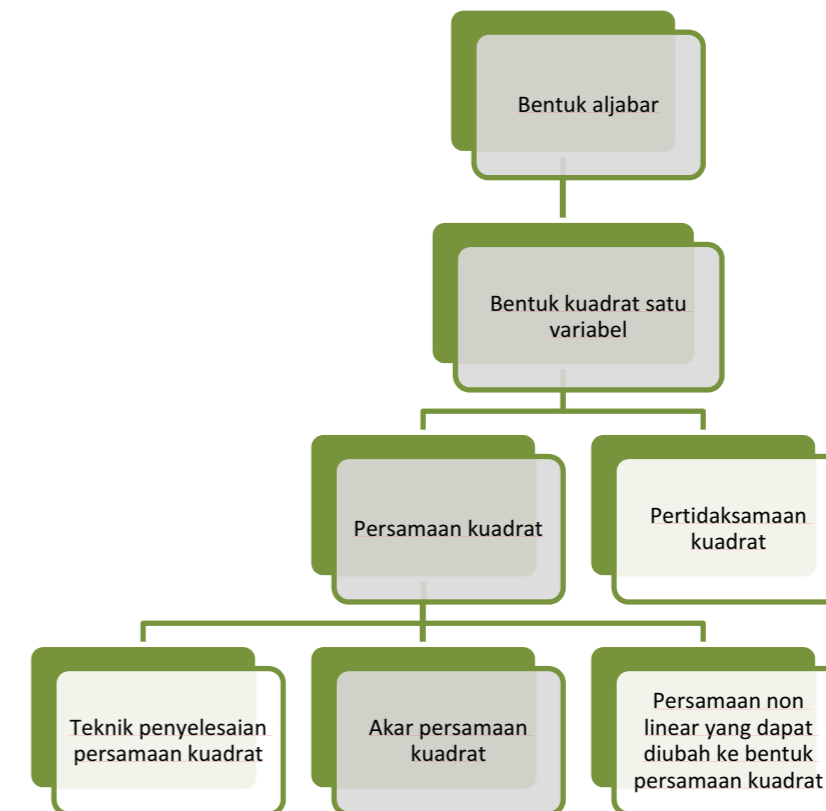 Bentuk aljabar
Bentuk kuadrat satu
variabel
Persamaan kuadrat
Pertidaksamaan
kuadrat
Teknik penyelesaian
persamaan kuadrat
Akar persamaan
kuadrat
Persamaan non
linear yang dapat
diubah ke bentuk
persamaan kuadrat